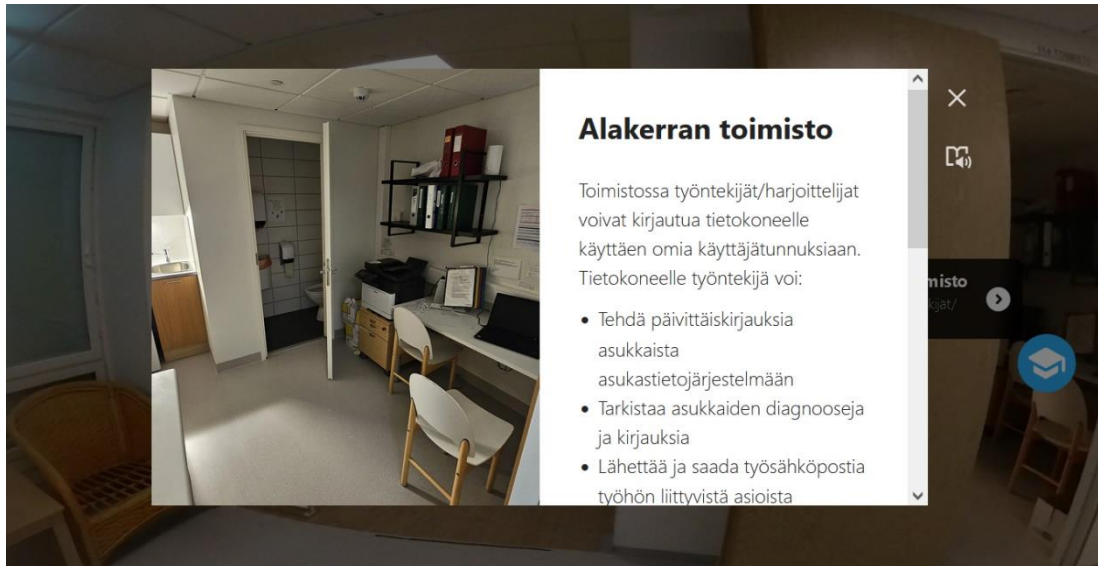 Alakerran toimisto
Toimistossa työntekijät/harjoittelijat
voivat kirjautua tietokoneelle
käyttäen omia käyttäjätunnuksiaan.
Tietokoneelle työntekijä voi:
• Tehdä päivittäiskirjauksia
asukkaista
asukastietojärjestelmään
• Tarkistaa asukkaiden diagnooseja
ja kirjauksia
• Lähettää ja saada työsähköpostia
työhön liittyvistä asioista
misto
kijat/